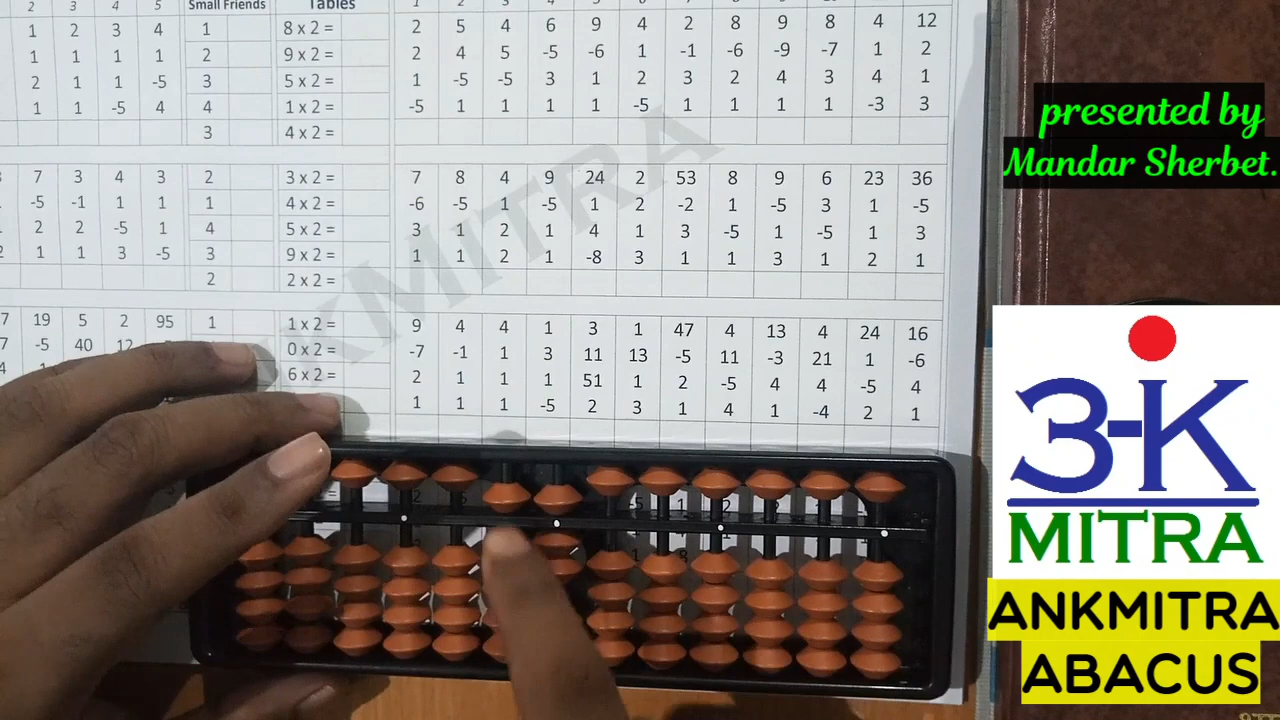 2 3 4 5 Small Friends Tables 1 2 3 4 5
1 2 3 4 1 8 x 2 = 2 5 4 6 9 4 2 8 9 8 4 12
1 1 1 1 2 9 x 2 = 2 4 5 -5 -6 1 -1 -6 -9 -7 1 2
2 1 1 -5 3 5 x 2 = 1 -5 -5 3 1 2 3 2 4 3 4 1
1 1 -5 4 4 1 x 2 = -5 1 1 1 1 -5 1 1 1 1 -3 3
3 4 x 2 =
7 3 4 3 2 3 x 2 = 7 8 4 9 24 2 53 8 9 6 23 36
-5 -1 1 1 1 4 x 2 = -6 -5 1 -5 1 2 -2 1 -5 3 1 -5
2 2 -5 1 4 5 x 2 = 3 1 2 1 4 1 3 -5 1 -5 1 3
1 1 3 -5 3 9 x 2 = 1 1 2 1 -8 3 1 1 3 1 2 1
2 2 x 2 =
19 5 2 95 1 1 x 2 = 9 4 4 1 3 1 47 4 13 4 24 16
-5 40 12 0 x 2 = -7 -1 1 3 11 13 -5 11 -3 21 1 -6
6 x 2 = 2 1 1 1 51 1 2 -5 4 4 -5 4
1 1 1 -5 2 3 1 4 1 -4 2 1
ANKMITRA
presented by
Mandar Sherbet.
3-K
MITRA
ANKMITRA
ABACUS